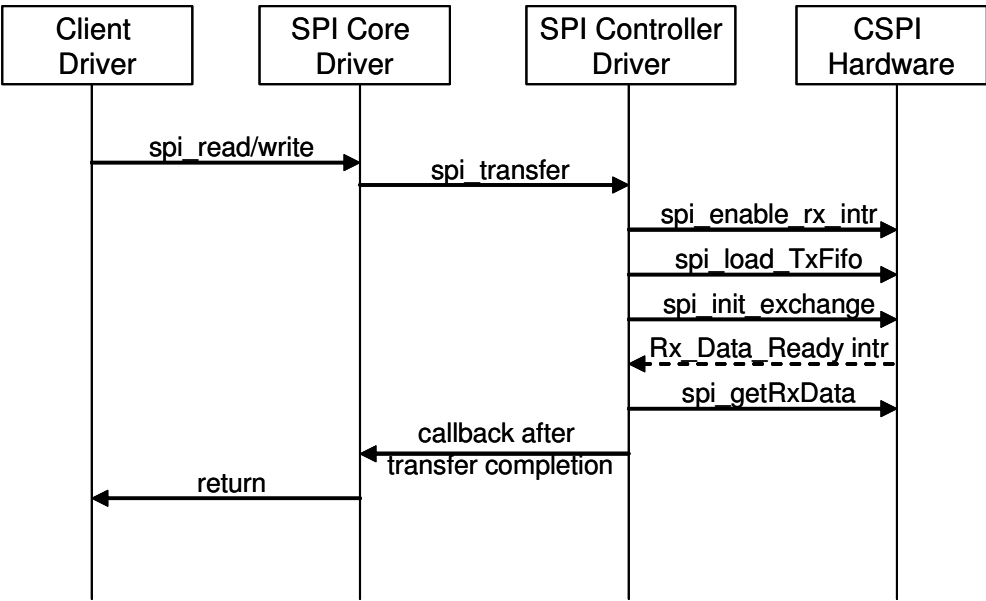 Client
Driver
SPI Core
Driver
SPI Controller
Driver
CSPI
Hardware
spi_read/write
spi_transfer
spi_enable_rx_intr
spi_load_TxFifo
spi_init_exchange
Rx_Data_Ready intr
spi_getRxData
callback after
transfer completion
return